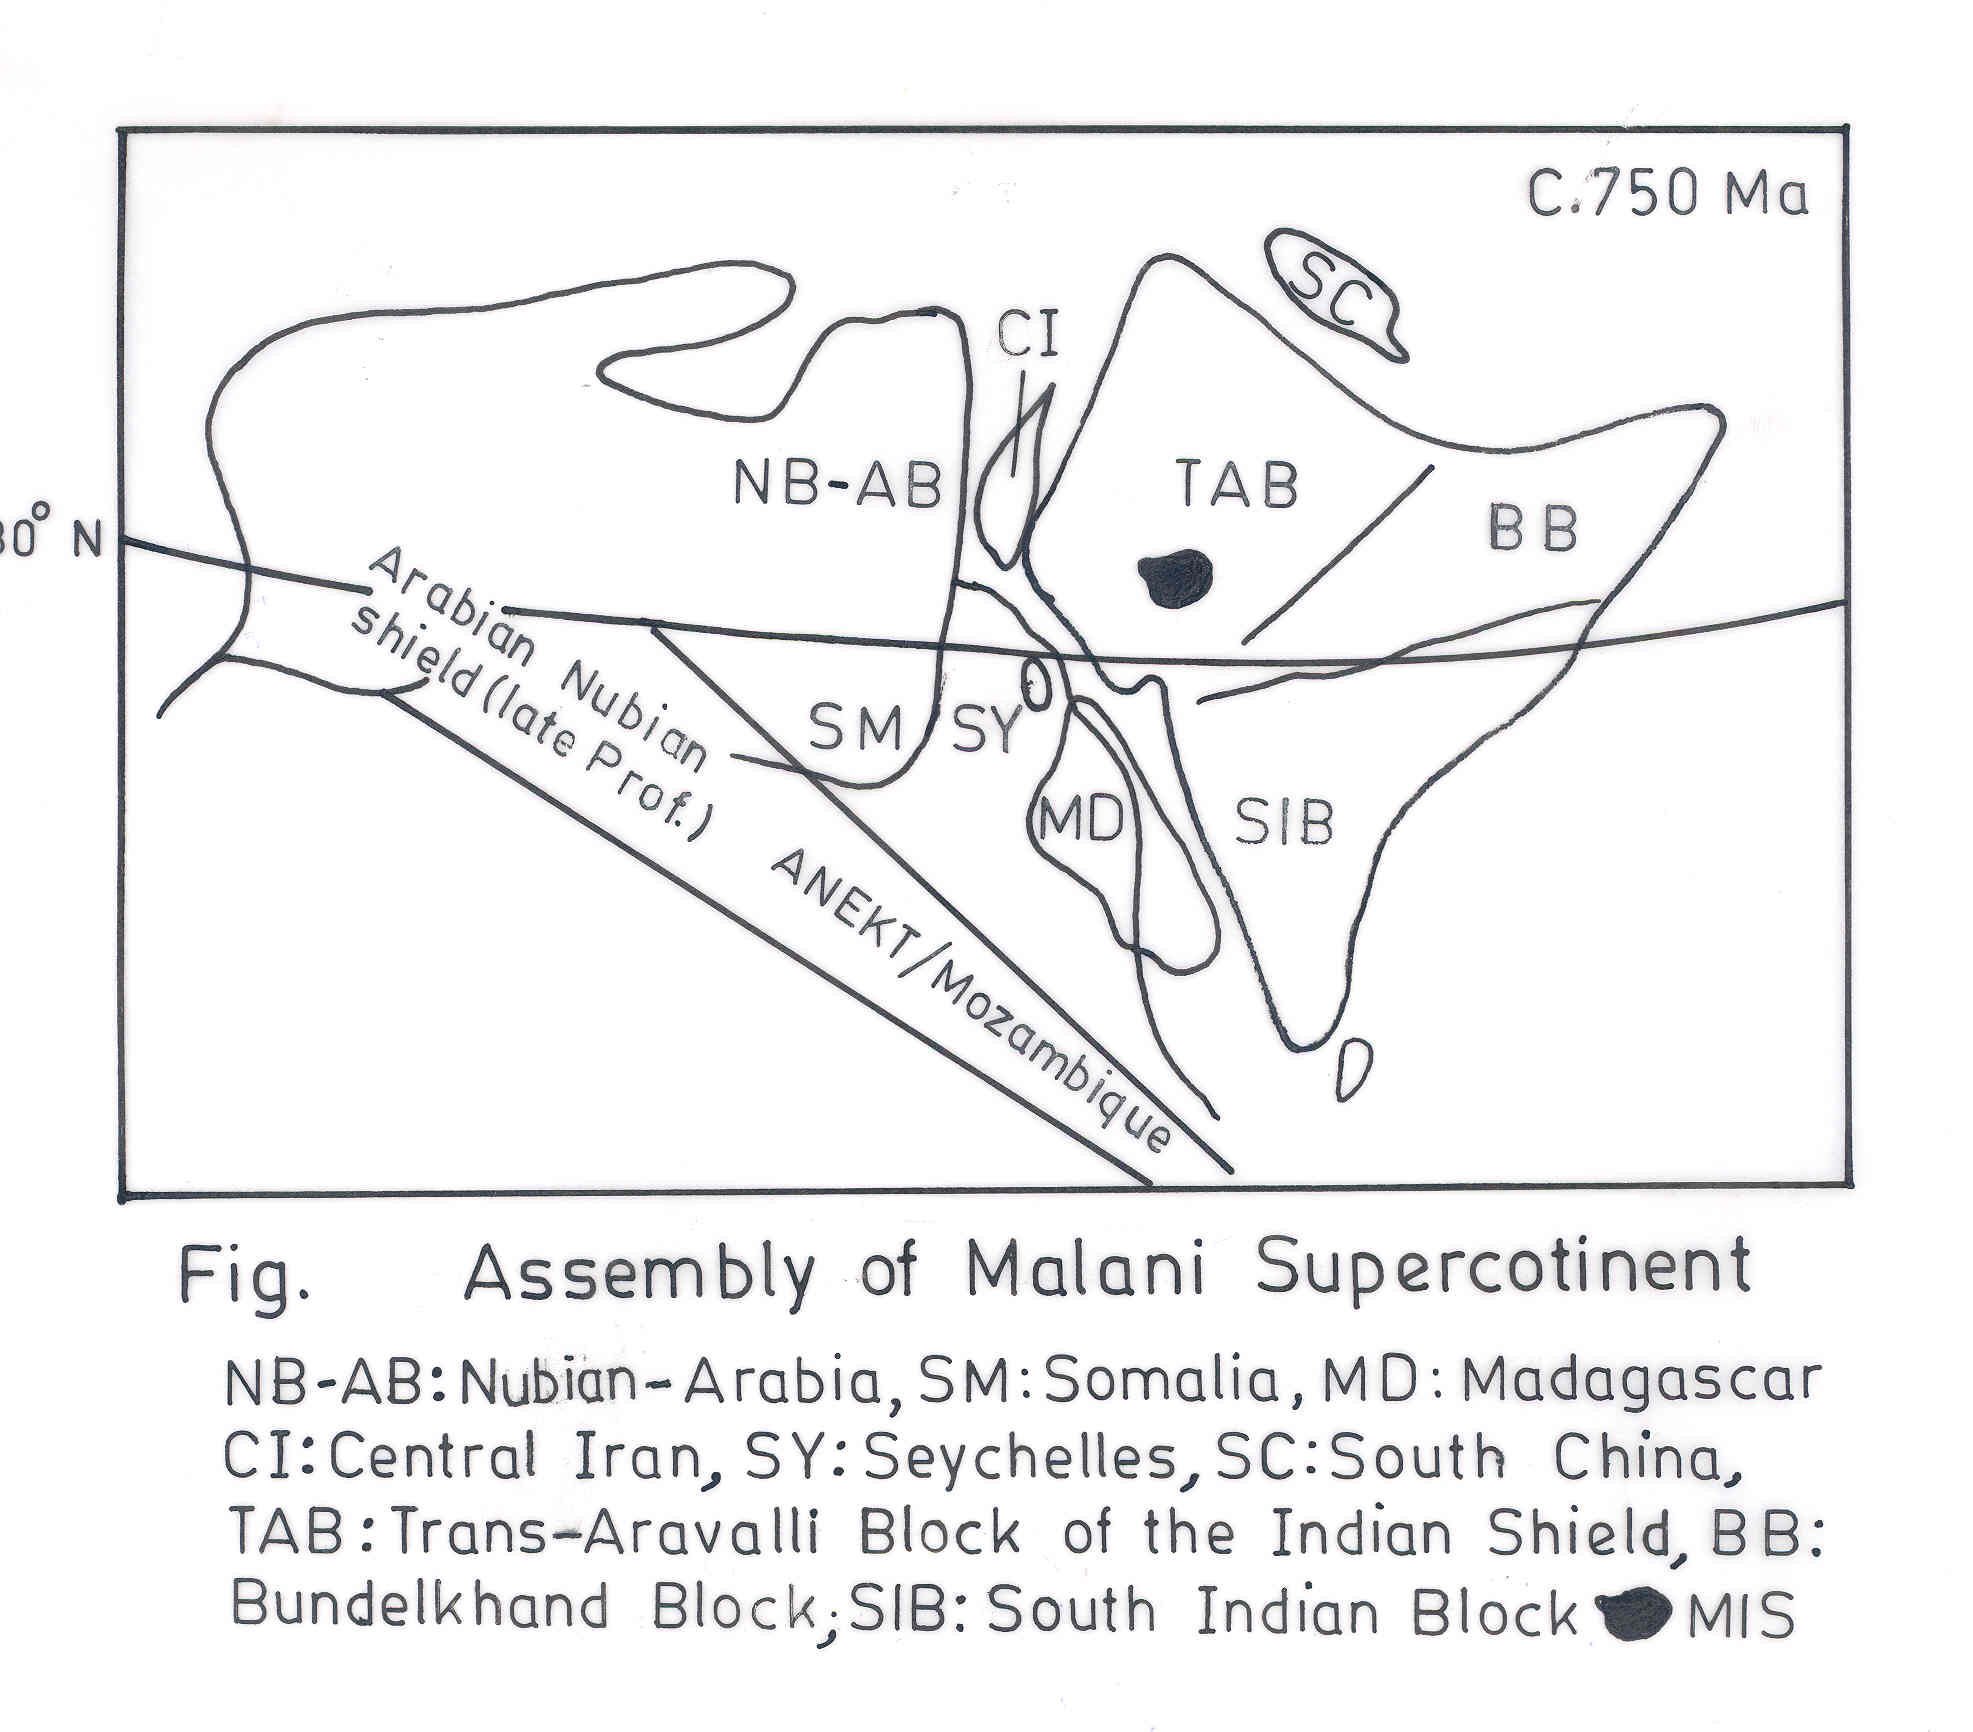 C.750 Ma
SC
CI
NB-AB
TAB
BB
30° N
Arabian Nubian
shield (late Prof.)
SM
SY
MD
SIB
ANEKT/Mozambique
Fig. Assembly of Malani Supercotinent
NB-AB: Nubian-Arabia, SM: Somalia, MD: Madagascar
CI: Central Iran, SY: Seychelles, SC: South China,
TAB: Trans-Aravalli Block of the Indian Shield, BB:
Bundelkhand Block; SIB: South Indian Block MIS